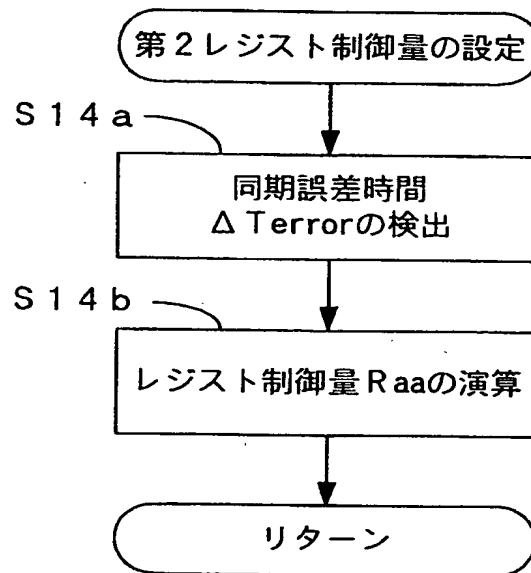 第2レジスト制御量の設定
S14a
同期誤差時間
ΔTerrorの検出
S14b
レジスト制御量Raaの演算
リターン